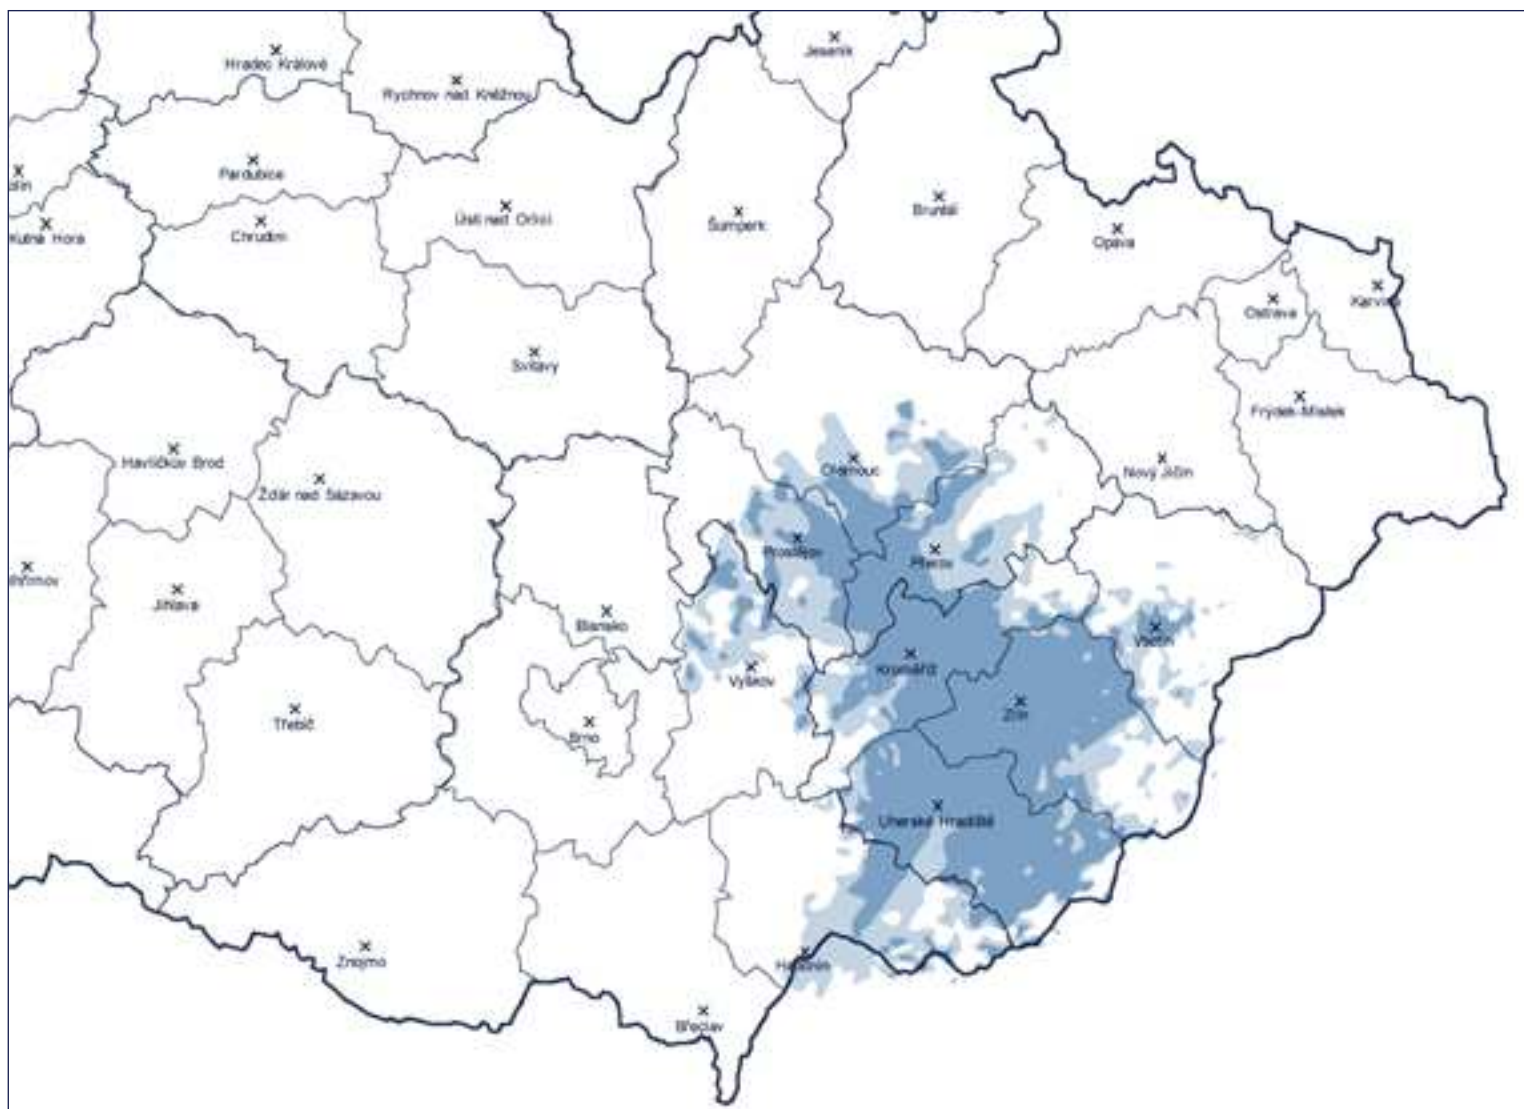 Jeseník
Hradec Králové
Rychnov nad Kněžnou
Pardubice
olín
Kutná Hora
Chrudim
Ústí nad Orlicí
Šumperk
Bruntál
Opava
Karviná
Ostrava
Svitavy
Frýdek-Místek
Havlíčkův Brod
Olomouc
Nový Jičín
Žďár nad Sázavou
Prostějov
Přerov
lhřimov
Jihlava
Blansko
Vsetín
Vyškov
Kroměříž
Třebíč
Brno
Zlín
Uherské Hradiště
Znojmo
Hodonín
Břeclav